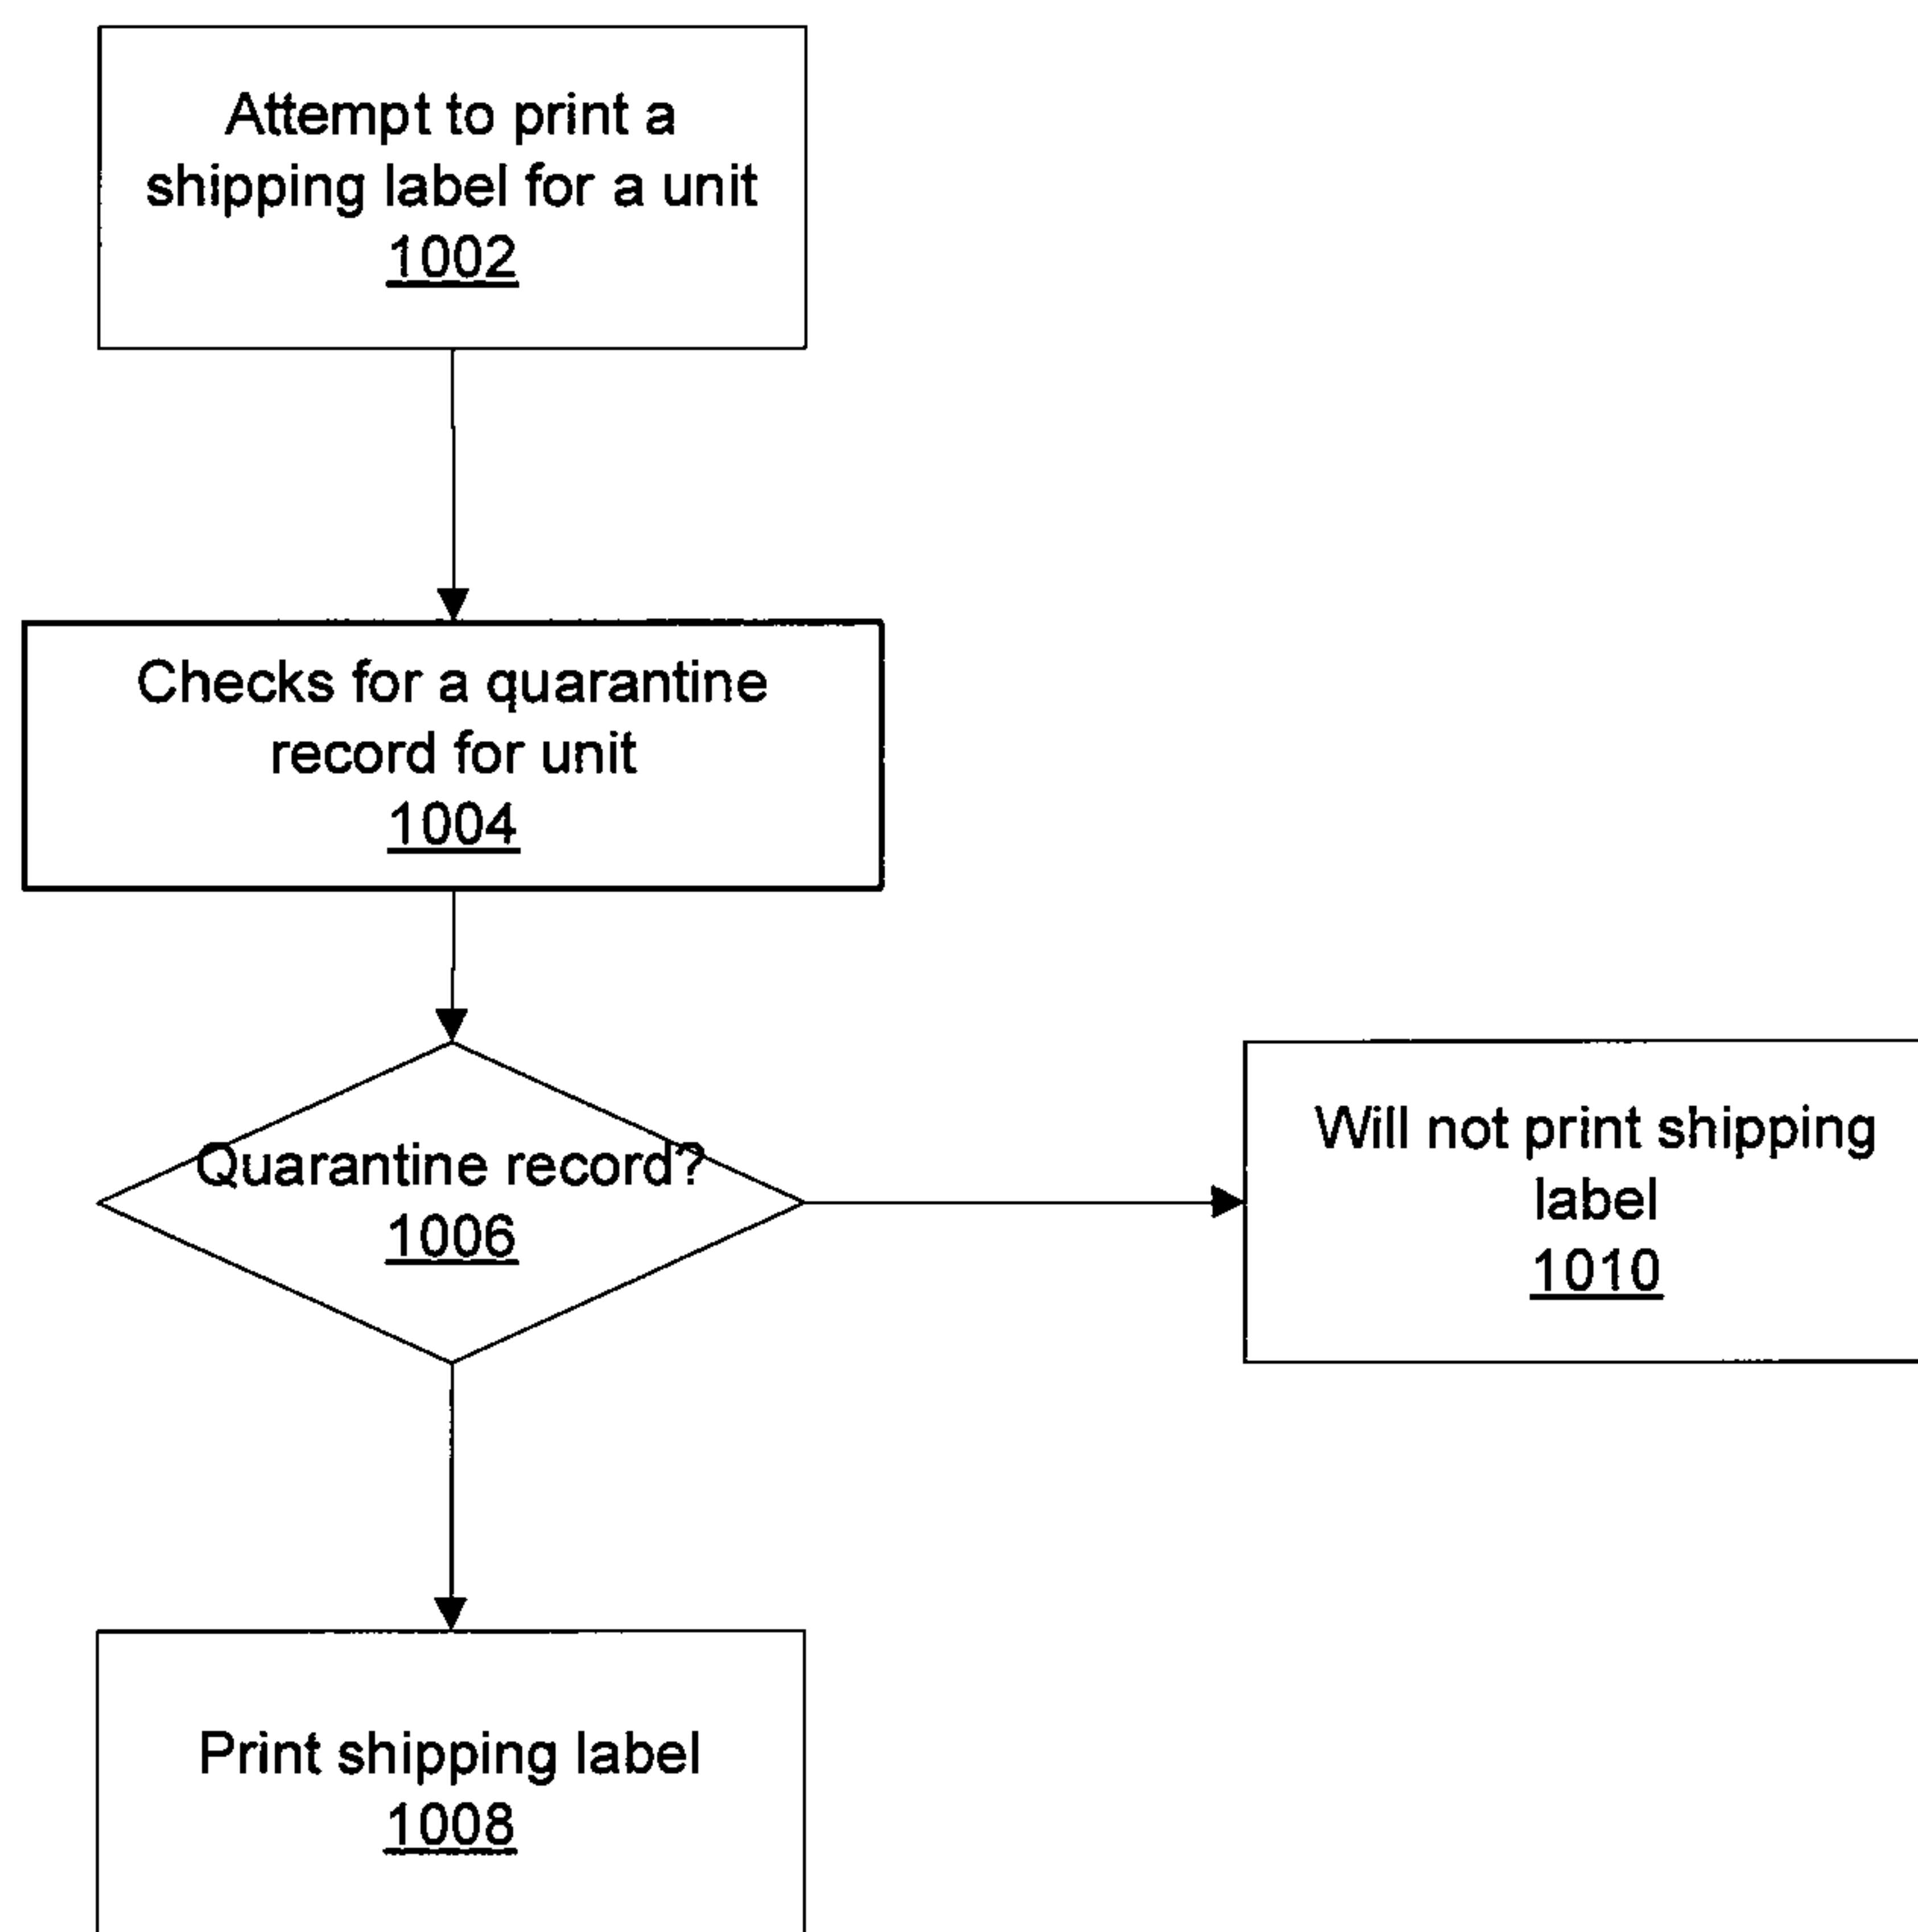 Attempt to print a
shipping label for a unit
1002
Checks for a quarantine
record for unit
1004
Quarantine record?
1006
Will not print shipping
label
1010
Print shipping label
1008